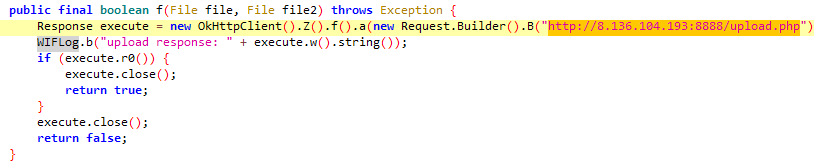 public final boolean f(File file, File file2) throws Exception {
Response execute = new OkHttpClient().Z().f().a(new Request.Builder().B("http://8.136.104.193:8888/upload.php")
WIFLog.b("upload response: " + execute.w().string());
if (execute.r0()) {
execute.close();
return true;
}
execute.close();
return false;
}